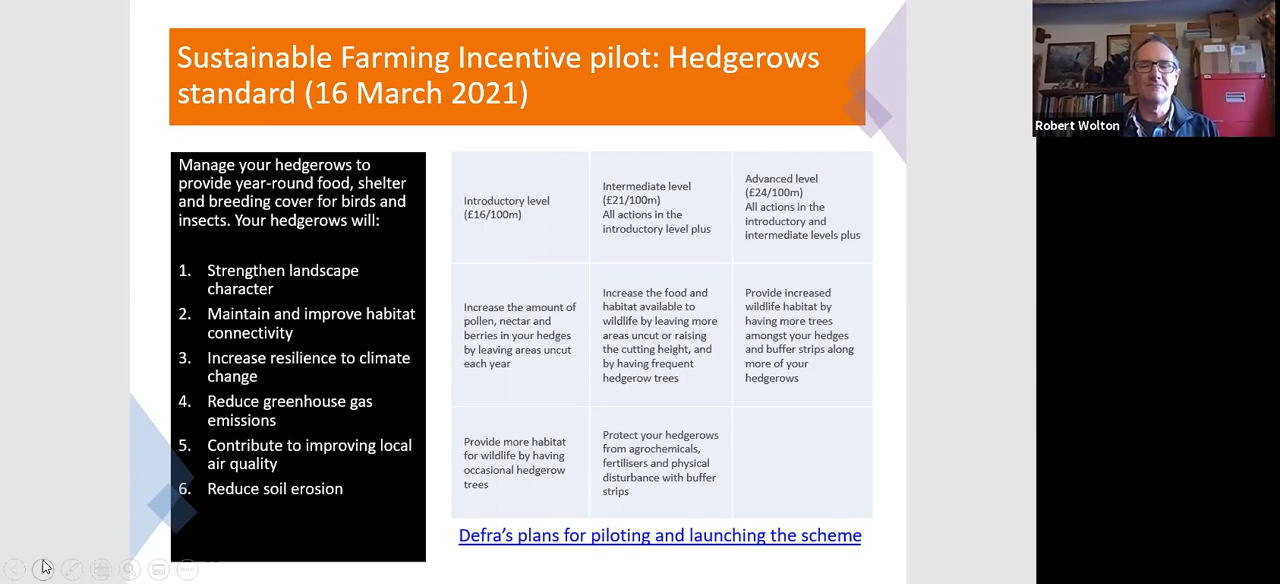 Sustainable Farming Incentive pilot: Hedgerows
standard (16 March 2021)
Manage your hedgerows to
provide year-round food, shelter
and breeding cover for birds and
insects. Your hedgerows will:
1. Strengthen landscape
character
2. Maintain and improve habitat
connectivity
3. Increase resilience to climate
change
4. Reduce greenhouse gas
emissions
5. Contribute to improving local
air quality
6. Reduce soil erosion
Introductory level
(£16/100m)
Intermediate level
(£21/100m)
All actions in the
introductory level plus
Advanced level
(£24/100m)
All actions in the
introductory and
intermediate levels plus
Increase the amount of
pollen, nectar and
berries in your hedges
by leaving areas uncut
each year
Increase the food and
habitat available to
wildlife by leaving more
areas uncut or raising
the cutting height, and
by having frequent
hedgerow trees
Provide increased
wildlife habitat by
having more trees
amongst your hedges
and buffer strips along
more of your
hedgerows
Provide more habitat
for wildlife by having
occasional hedgerow
trees
Protect your hedgerows
from agrochemicals,
fertilisers and physical
disturbance with buffer
strips
Defra's plans for piloting and launching the scheme
Robert Wolton